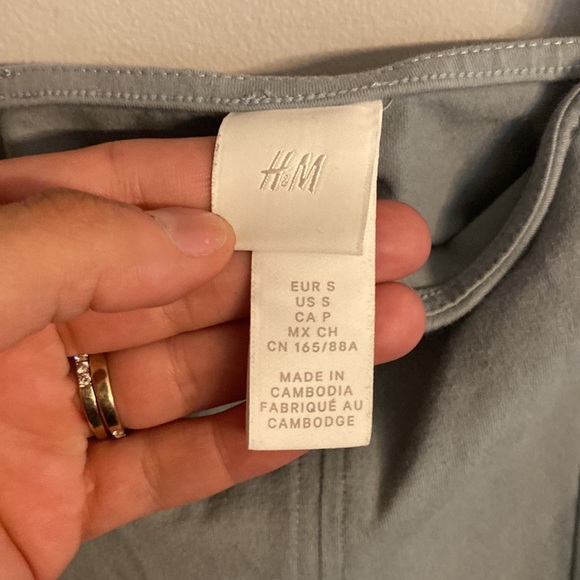 H&M
EUR S
US S
CA P
MX CH
CN 165/88A
MADE IN
CAMBODIA
FABRIQUÉ AU
CAMBODGE